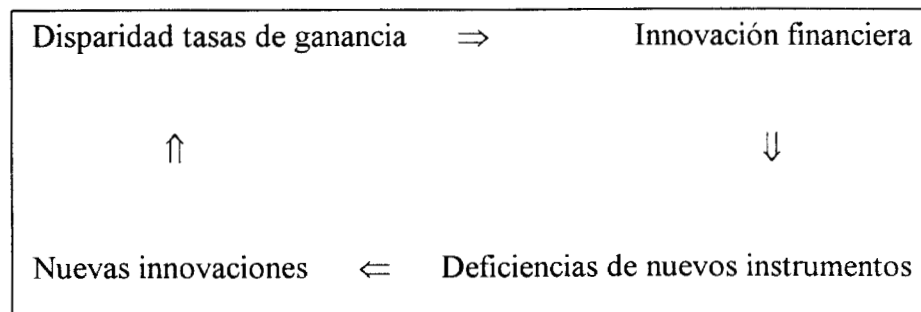 Disparidad tasas de ganancia ⇒ Innovación financiera
⇑ ⇓
Nuevas innovaciones ⇐ Deficiencias de nuevos instrumentos